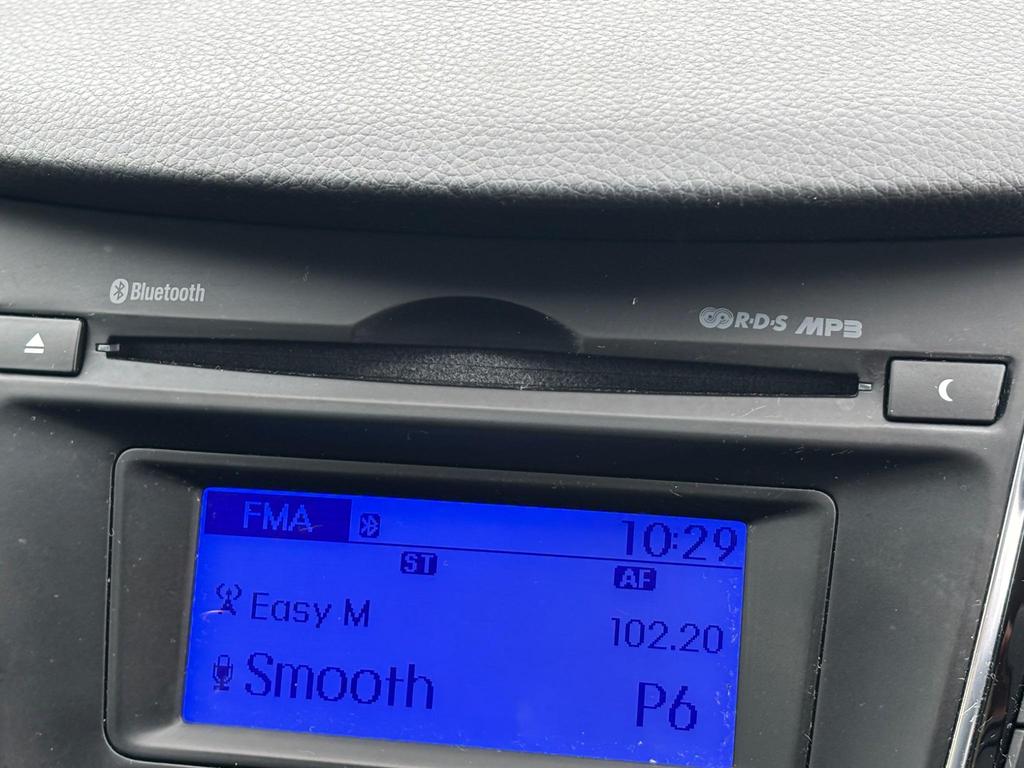 Bluetooth
R·D·S MP3
FMA 10:29
ST AF
Easy M 102.20
Smooth P6